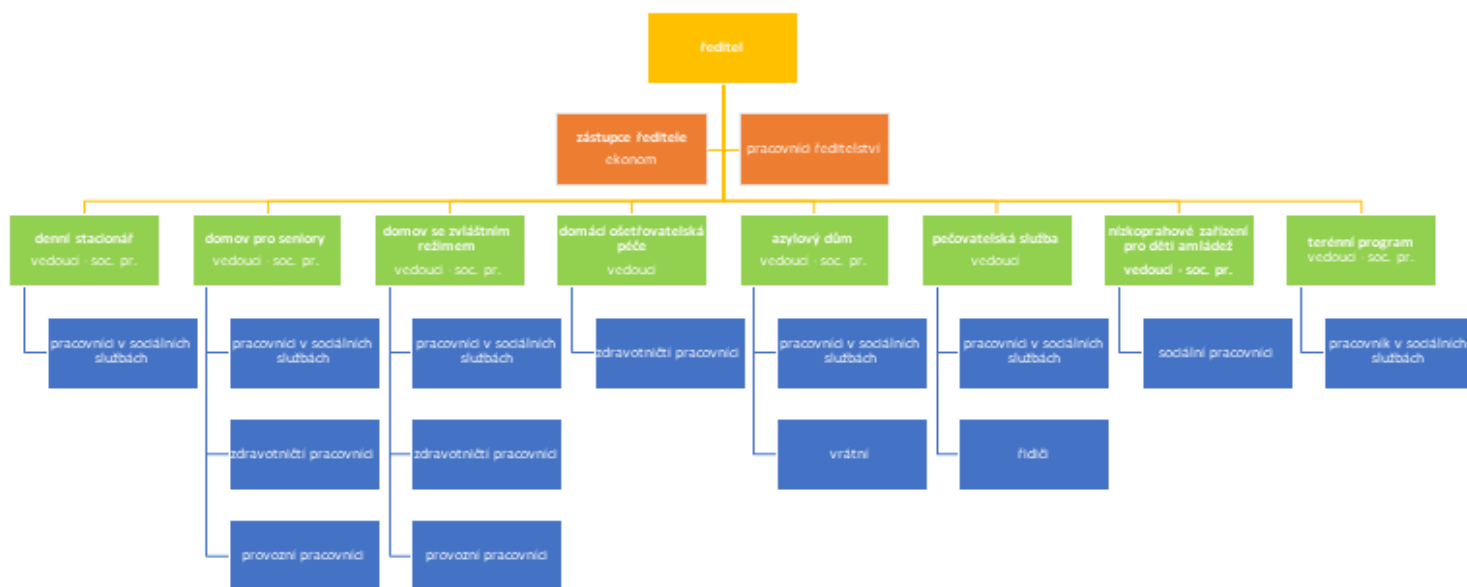 ředitel
zástupce ředitele
ekonom
pracovníci ředitelství
denní stacionář
vedoucí - soc. pr.
domov pro seniory
vedoucí - soc. pr.
domov se zvláštním
režimem
vedoucí - soc. pr.
domácí ošetřovatelská
péče
vedoucí
azylový dům
vedoucí - soc. pr.
pečovatelská služba
vedoucí
nízkoprahové zařízení
pro děti amládež
vedoucí - soc. pr.
terénní program
vedoucí - soc. pr.
pracovníci v sociálních
službách
pracovníci v sociálních
službách
pracovníci v sociálních
službách
zdravotničtí pracovníci
pracovníci v sociálních
službách
pracovníci v sociálních
službách
sociální pracovníci
pracovník v sociálních
službách
zdravotničtí pracovníci
zdravotničtí pracovníci
vrátní
řidiči
provozní pracovníci
provozní pracovníci